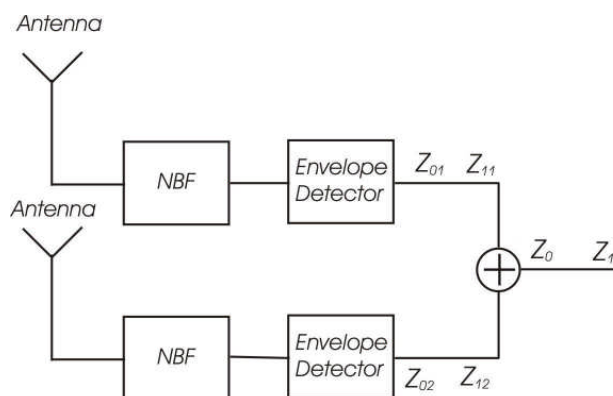 Antenna
NBF
Envelope
Detector
Z01 Z11
Antenna
Z0 Z1
NBF
Envelope
Detector
Z02 Z12